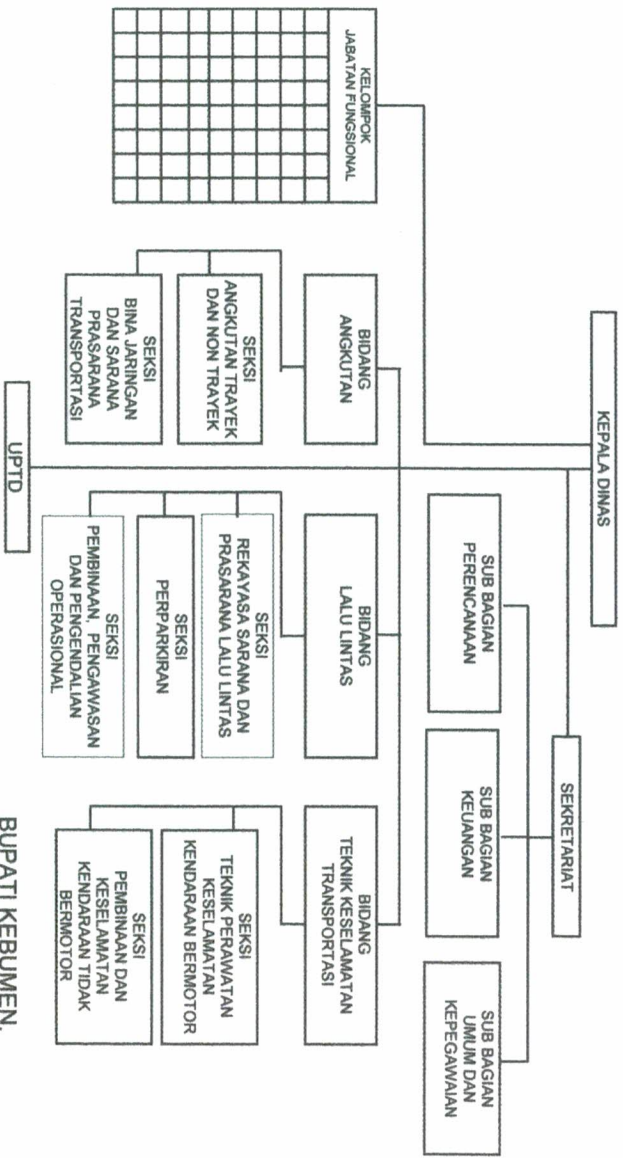 KEPALA DINAS
SEKRETARIAT
SUB BAGIAN
PERENCANAAN
SUB BAGIAN
KEUANGAN
SUB BAGIAN
UMUM DAN
KEPEGAWAIAN
KELOMPOK
JABATAN FUNGSIONAL
BIDANG
ANGKUTAN
SEKSI
ANGKUTAN TRAYEK
DAN NON TRAYEK
SEKSI
BINA JARINGAN
DAN SARANA
PRASARANA
TRANSPORTASI
BIDANG
LALU LINTAS
SEKSI
REKAYASA SARANA DAN
PRASARANA LALU LINTAS
SEKSI
PERPARKIRAN
SEKSI
PEMBINAAN, PENGAWASAN
DAN PENGENDALIAN
OPERASIONAL
BIDANG
TEKNIK KESELAMATAN
TRANSPORTASI
SEKSI
TEKNIK PERAWATAN
KESELAMATAN
KENDARAAN BERMOTOR
SEKSI
PEMBINAAN DAN
KESELAMATAN
KENDARAAN TIDAK
BERMOTOR
UPTD
BUPATI KEBUMEN,